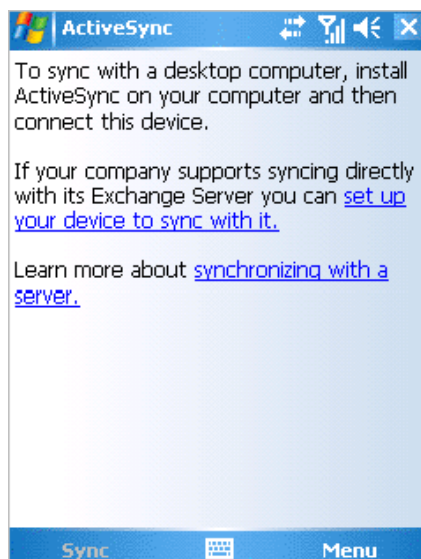 ActiveSync
To sync with a desktop computer, install
ActiveSync on your computer and then
connect this device.
If your company supports syncing directly
with its Exchange Server you can set up
your device to sync with it.
Learn more about synchronizing with a
server.
Sync Menu